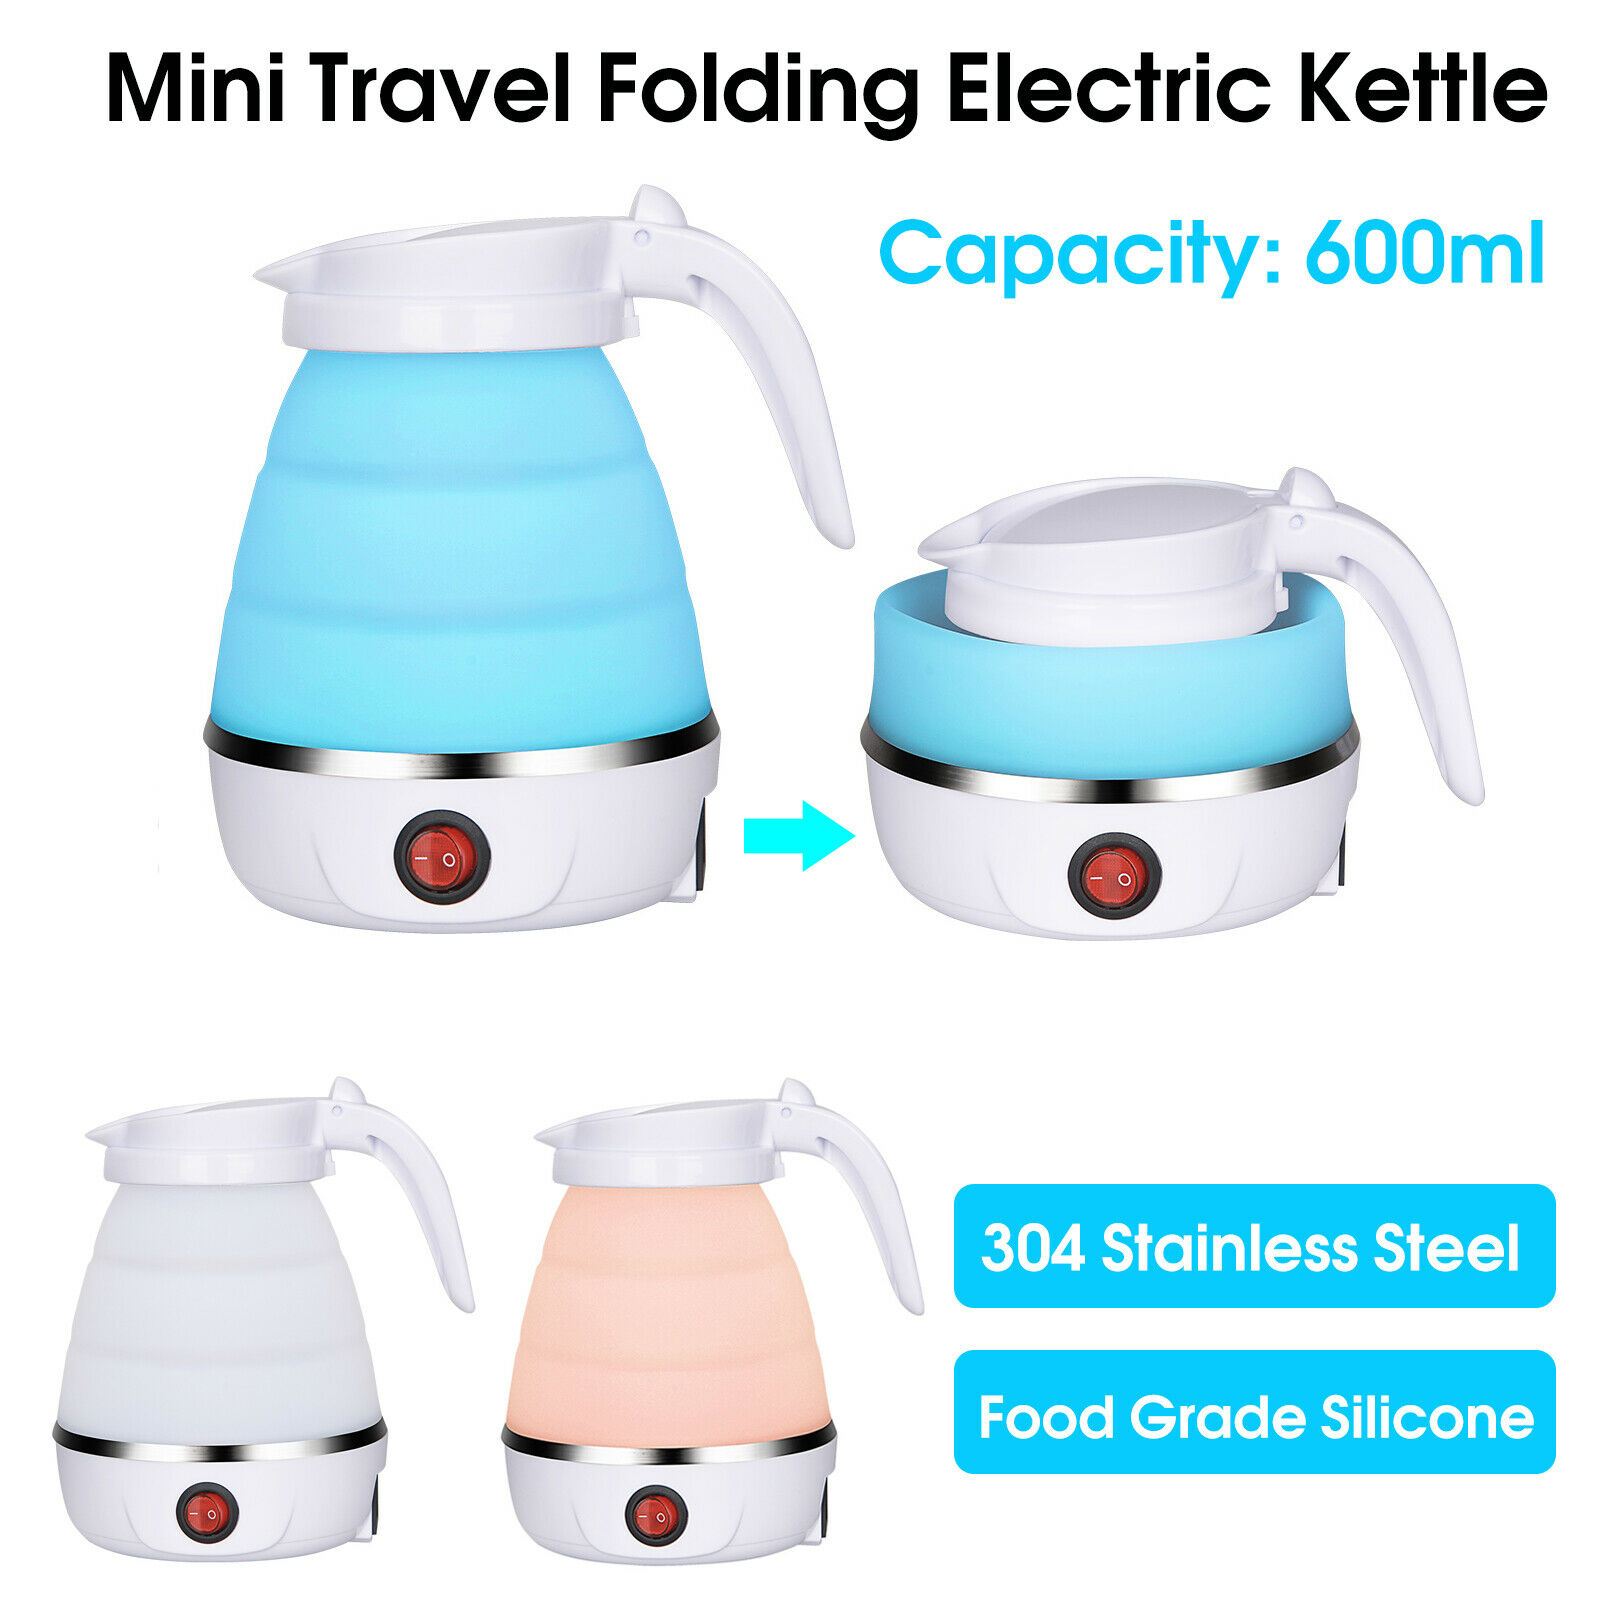 Mini Travel Folding Electric Kettle
Capacity: 600ml
304 Stainless Steel
Food Grade Silicone